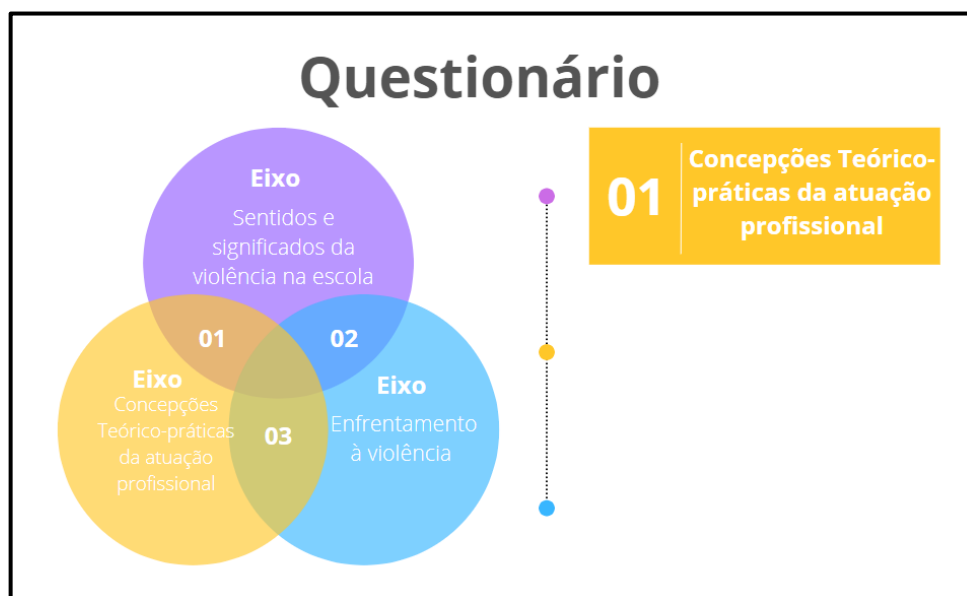 Questionário
Eixo
Sentidos e
significados da
violência na escola
01
02
Eixo
Concepções
Teórico-práticas
da atuação
profissional
03
Eixo
Enfrentamento
à violência
01
Concepções Teórico-
práticas da atuação
profissional